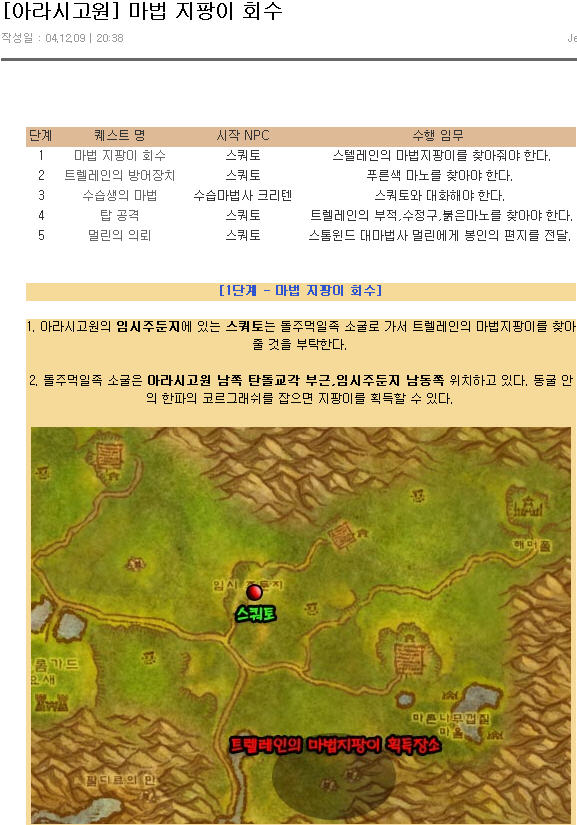 [아라시고원] 마법 지팡이 회수
작성일 : 04.12.09 | 20:38
Je
단계 퀘스트 명 시작 NPC 수행 임무
1 마법 지팡이 회수 스쿼토 스텔레인의 마법지팡이를 찾아줘야 한다.
2 트렐레인의 방어장치 스쿼토 푸른색 마노를 찾아야 한다.
3 수습생의 마법 수습마법사 크리텐 스쿼토와 대화해야 한다.
4 탑 공격 스쿼토 트렐레인의 부적,수정구,붉은마노를 찾아야 한다.
5 멀린의 의뢰 스쿼토 스톰윈드 대마법사 멀린에게 봉인의 편지를 전달.
[1단계 - 마법 지팡이 회수]
1. 아라시고원의 임시주둔지에 있는 스쿼토는 돌주먹일족 소굴로 가서 트렐레인의 마법지팡이를 찾아
줄 것을 부탁한다.
2. 돌주먹일족 소굴은 아라시고원 남쪽 탄돌교각 부근,임시주둔지 남동쪽 위치하고 있다. 동굴 안
의 한파의 코르그래쉬를 잡으면 지팡이를 획득할 수 있다.
해머폴
임시 주둔지
스쿼토
롬가드
요새
마른나무껍질
마을
트렐레인의 마법지팡이 획득장소
팔디르의 만